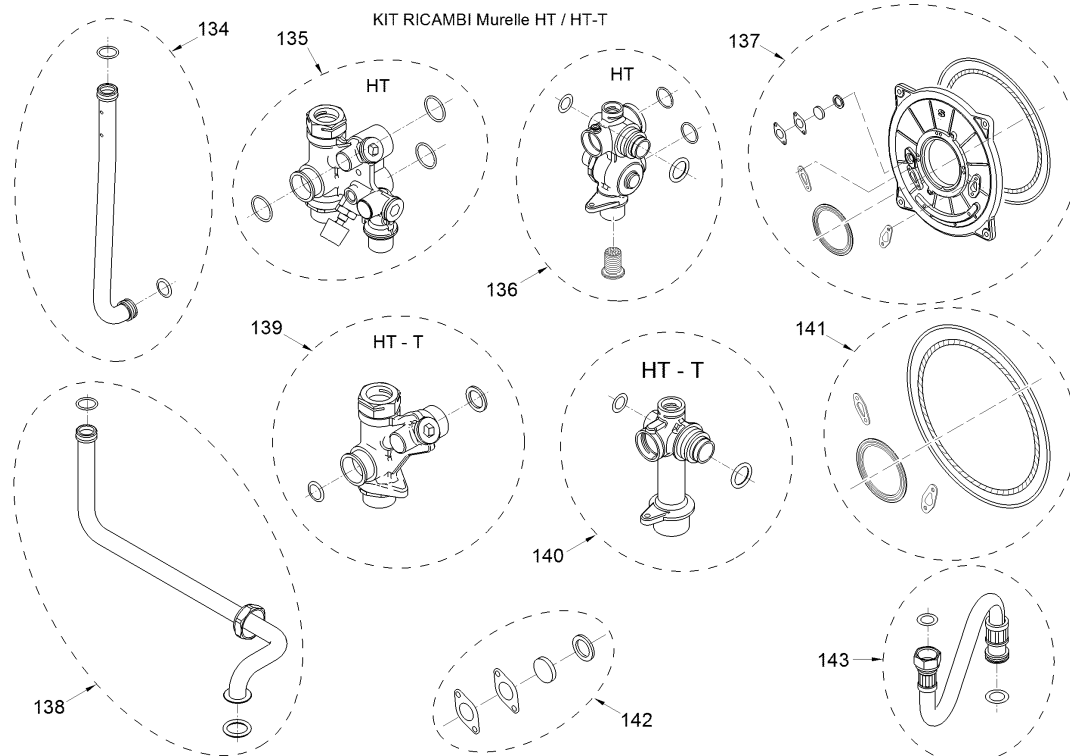 KIT RICAMBI Murelle HT / HT-T
134
135
HT
HT
136
137
139
HT - T
HT - T
140
141
138
142
143